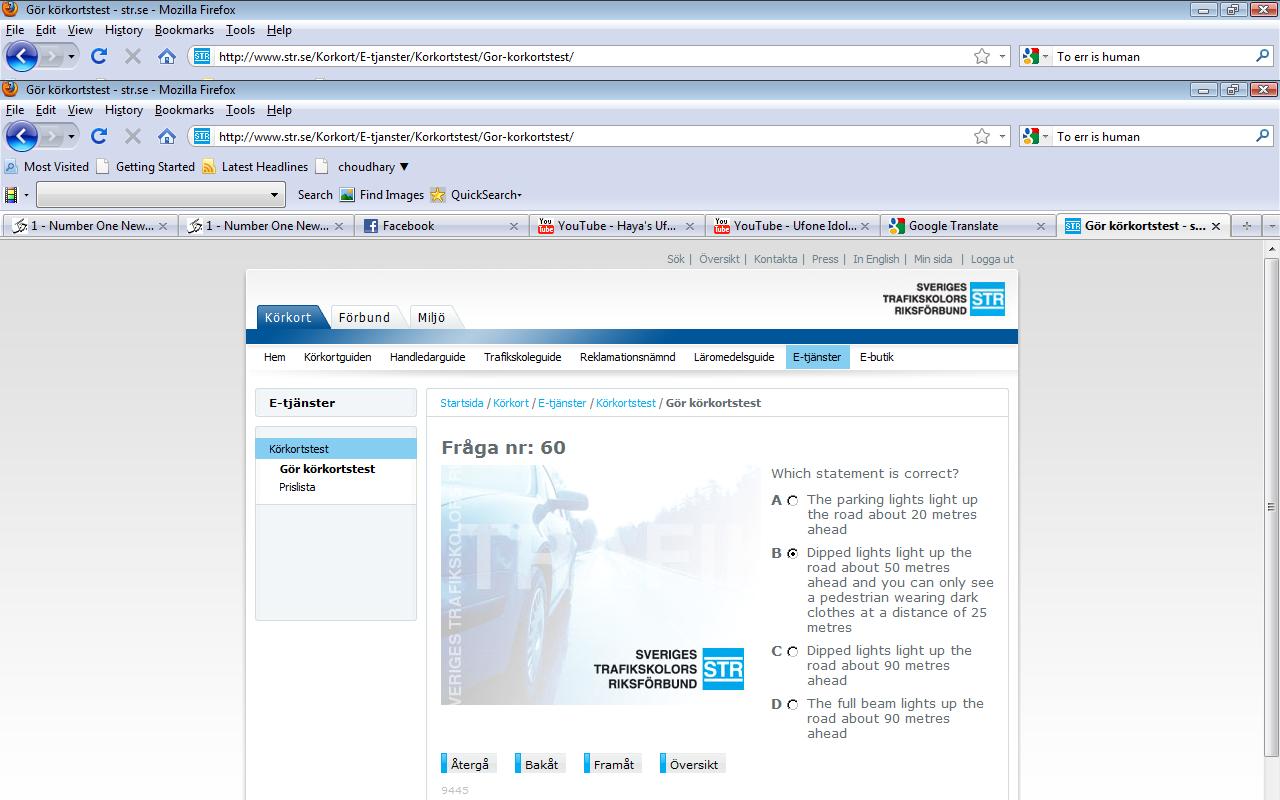 Gör körkortstest - str.se - Mozilla Firefox
File Edit View History Bookmarks Tools Help
STR http://www.str.se/Korkort/E-tjanster/Korkortstest/Gor-korkortstest/ To err is human
Gör körkortstest - str.se - Mozilla Firefox
File Edit View History Bookmarks Tools Help
STR http://www.str.se/Korkort/E-tjanster/Korkortstest/Gor-korkortstest/ To err is human
Most Visited Getting Started Latest Headlines choudhary
Search Find Images QuickSearch
1 - Number One New... 1 - Number One New... Facebook You Tube YouTube - Haya's Uf... You Tube YouTube - Ufone Idol... Google Translate STR Gör körkortstest - s...
Sök | Översikt | Kontakta | Press | In English | Min sida | Logga ut
SVERIGES
TRAFIKSKOLORS STR
RIKSFÖRBUND
Körkort Förbund Miljö
Hem Körkortguiden Handledarguide Trafikskoleguide Reklamationsnämnd Läromedelsguide E-tjänster E-butik
E-tjänster
Körkortstest
Gör körkortstest
Prislista
Startsida / Körkort / E-tjänster / Körkortstest / Gör körkortstest
Fråga nr: 60
VERIGES TRAFIKSKOLOR
SVERIGES
TRAFIKSKOLORS STR
RIKSFÖRBUND
Which statement is correct?
A The parking lights light up
the road about 20 metres
ahead
B Dipped lights light up the
road about 50 metres
ahead and you can only see
a pedestrian wearing dark
clothes at a distance of 25
metres
C Dipped lights light up the
road about 90 metres
ahead
D The full beam lights up the
road about 90 metres
ahead
Återgå Bakåt Framåt Översikt
9445